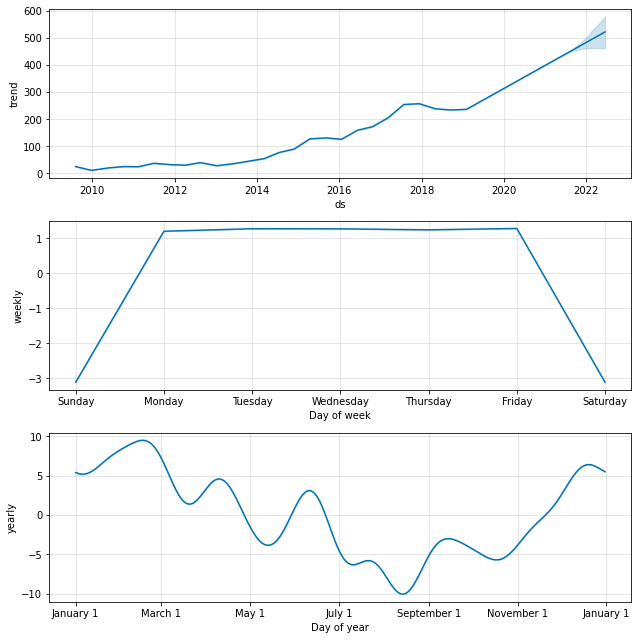 600
500
400
300
200
100
0
trend
2010 2012 2014 2016 2018 2020 2022
ds
1
0
−1
−2
−3
weekly
Sunday Monday Tuesday Wednesday Thursday Friday Saturday
Day of week
10
5
0
−5
−10
yearly
January 1 March 1 May 1 July 1 September 1 November 1 January 1
Day of year